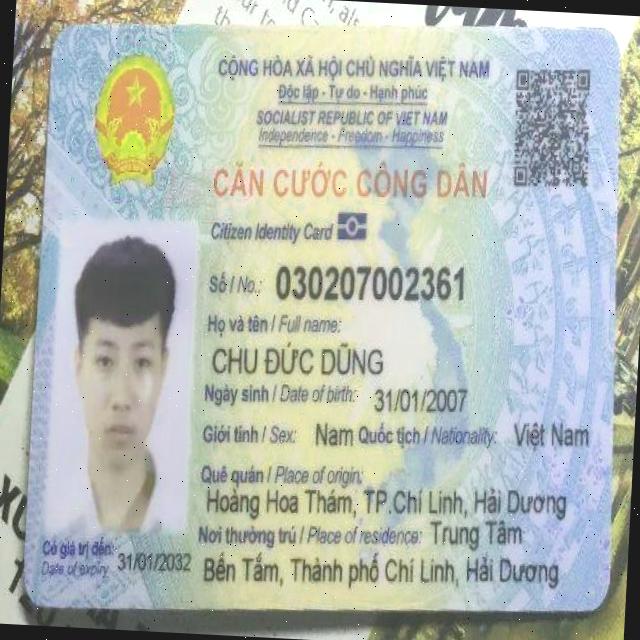 CỘNG HÒA XÃ HỘI CHỦ NGHĨA VIỆT NAM
Độc lập - Tự do - Hạnh phúc
SOCIALIST REPUBLIC OF VIET NAM
Independence - Freedom - Happiness
CĂN CƯỚC CÔNG DÂN
Citizen Identity Card
Số / No.: 030207002361
Họ và tên / Full name:
CHU ĐỨC DŨNG
Ngày sinh / Date of birth: 31/01/2007
Giới tính / Sex: Nam Quốc tịch / Nationality: Việt Nam
Quê quán / Place of origin:
Hoàng Hoa Thám, TP.Chí Linh, Hải Dương
Nơi thường trú / Place of residence: Trung Tâm
Bến Tắm, Thành phố Chí Linh, Hải Dương
Có giá trị đến: 31/01/2032
Date of expiry